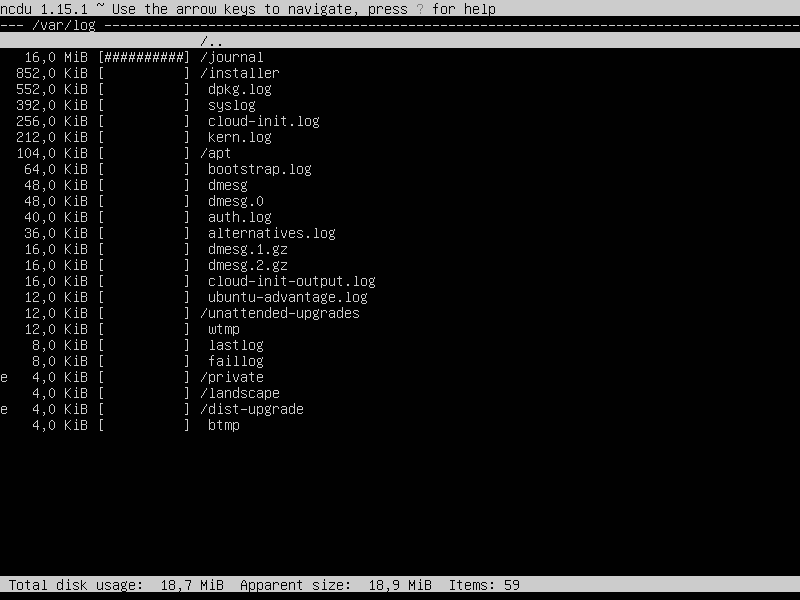 ncdu 1.15.1 ~ Use the arrow keys to navigate, press ? for help
--- /var/log ----------------------------------------------------------------------------------------
/..
16,0 MiB [##########] /journal
852,0 KiB [          ] /installer
552,0 KiB [          ]  dpkg.log
392,0 KiB [          ]  syslog
256,0 KiB [          ]  cloud-init.log
212,0 KiB [          ]  kern.log
104,0 KiB [          ] /apt
64,0 KiB [          ]  bootstrap.log
48,0 KiB [          ]  dmesg
48,0 KiB [          ]  dmesg.0
40,0 KiB [          ]  auth.log
36,0 KiB [          ]  alternatives.log
16,0 KiB [          ]  dmesg.1.gz
16,0 KiB [          ]  dmesg.2.gz
16,0 KiB [          ]  cloud-init-output.log
12,0 KiB [          ]  ubuntu-advantage.log
12,0 KiB [          ] /unattended-upgrades
12,0 KiB [          ]  wtmp
8,0 KiB [          ]  lastlog
8,0 KiB [          ]  faillog
e   4,0 KiB [          ] /private
4,0 KiB [          ] /landscape
e   4,0 KiB [          ] /dist-upgrade
4,0 KiB [          ]  btmp
Total disk usage:  18,7 MiB  Apparent size:  18,9 MiB  Items: 59